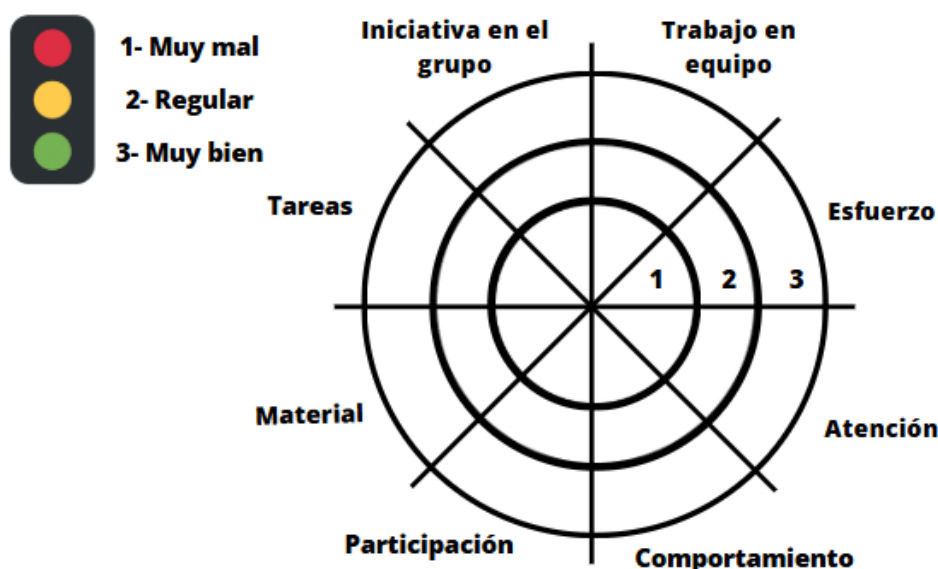 1- Muy mal
2- Regular
3- Muy bien
Iniciativa en el
grupo
Trabajo en
equipo
Tareas
Esfuerzo
1 2 3
Material
Atención
Participación
Comportamiento